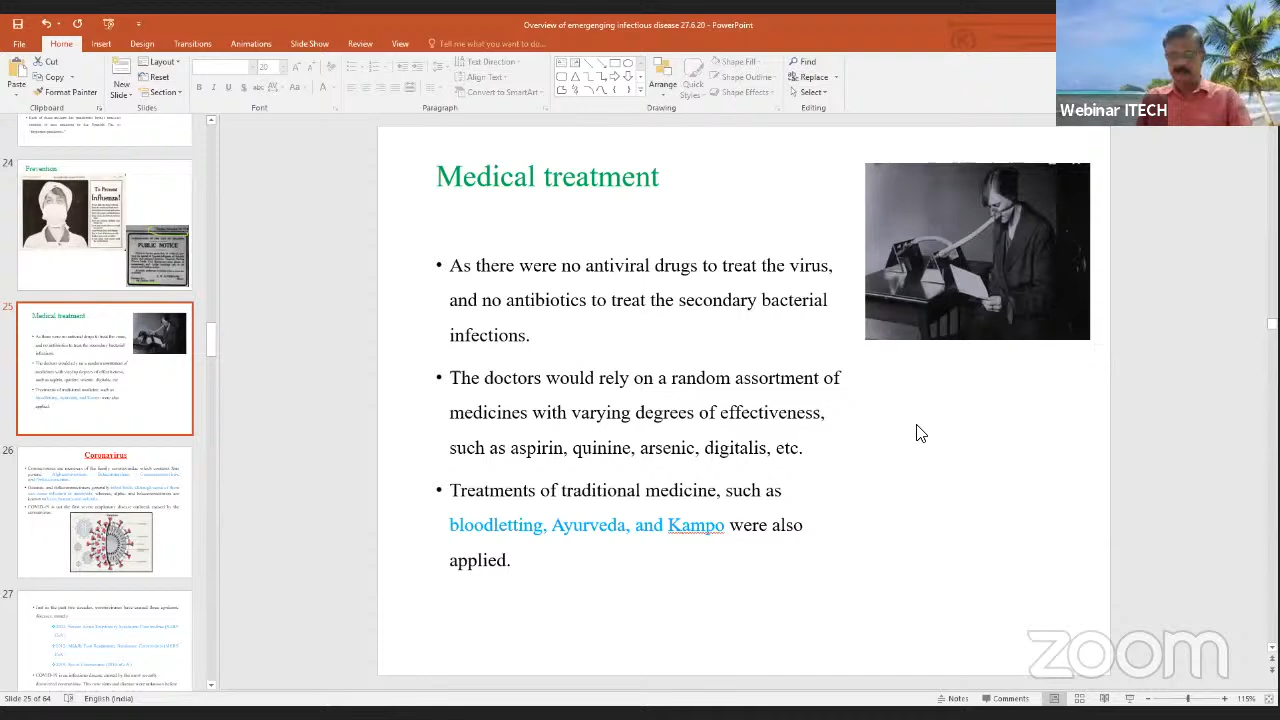 Overview of emergenging infectious disease 27.6.20 - PowerPoint
File Home Insert Design Transitions Animations Slide Show Review View Tell me what you want to do...
Webinar ITECH
Paste
Cut
Copy
Format Painter
Clipboard
New Slide
Layout
Reset
Section
Slides
20
Font
Text Direction
Align Text
Convert to SmartArt
Paragraph
Arrange
Quick Styles
Shape Fill
Shape Outline
Shape Effects
Drawing
Find
Replace
Select
Editing
24
Prevention
To Prevent
Influenza!
PUBLIC NOTICE
25
Medical treatment
26
Coronavirus
27
Medical treatment
• As there were no antiviral drugs to treat the virus,
and no antibiotics to treat the secondary bacterial
infections.
• The doctors would rely on a random assortment of
medicines with varying degrees of effectiveness,
such as aspirin, quinine, arsenic, digitalis, etc.
• Treatments of traditional medicine, such as
bloodletting, Ayurveda, and Kampo were also
applied.
zoom
Slide 25 of 64 English (India) Notes Comments 115%